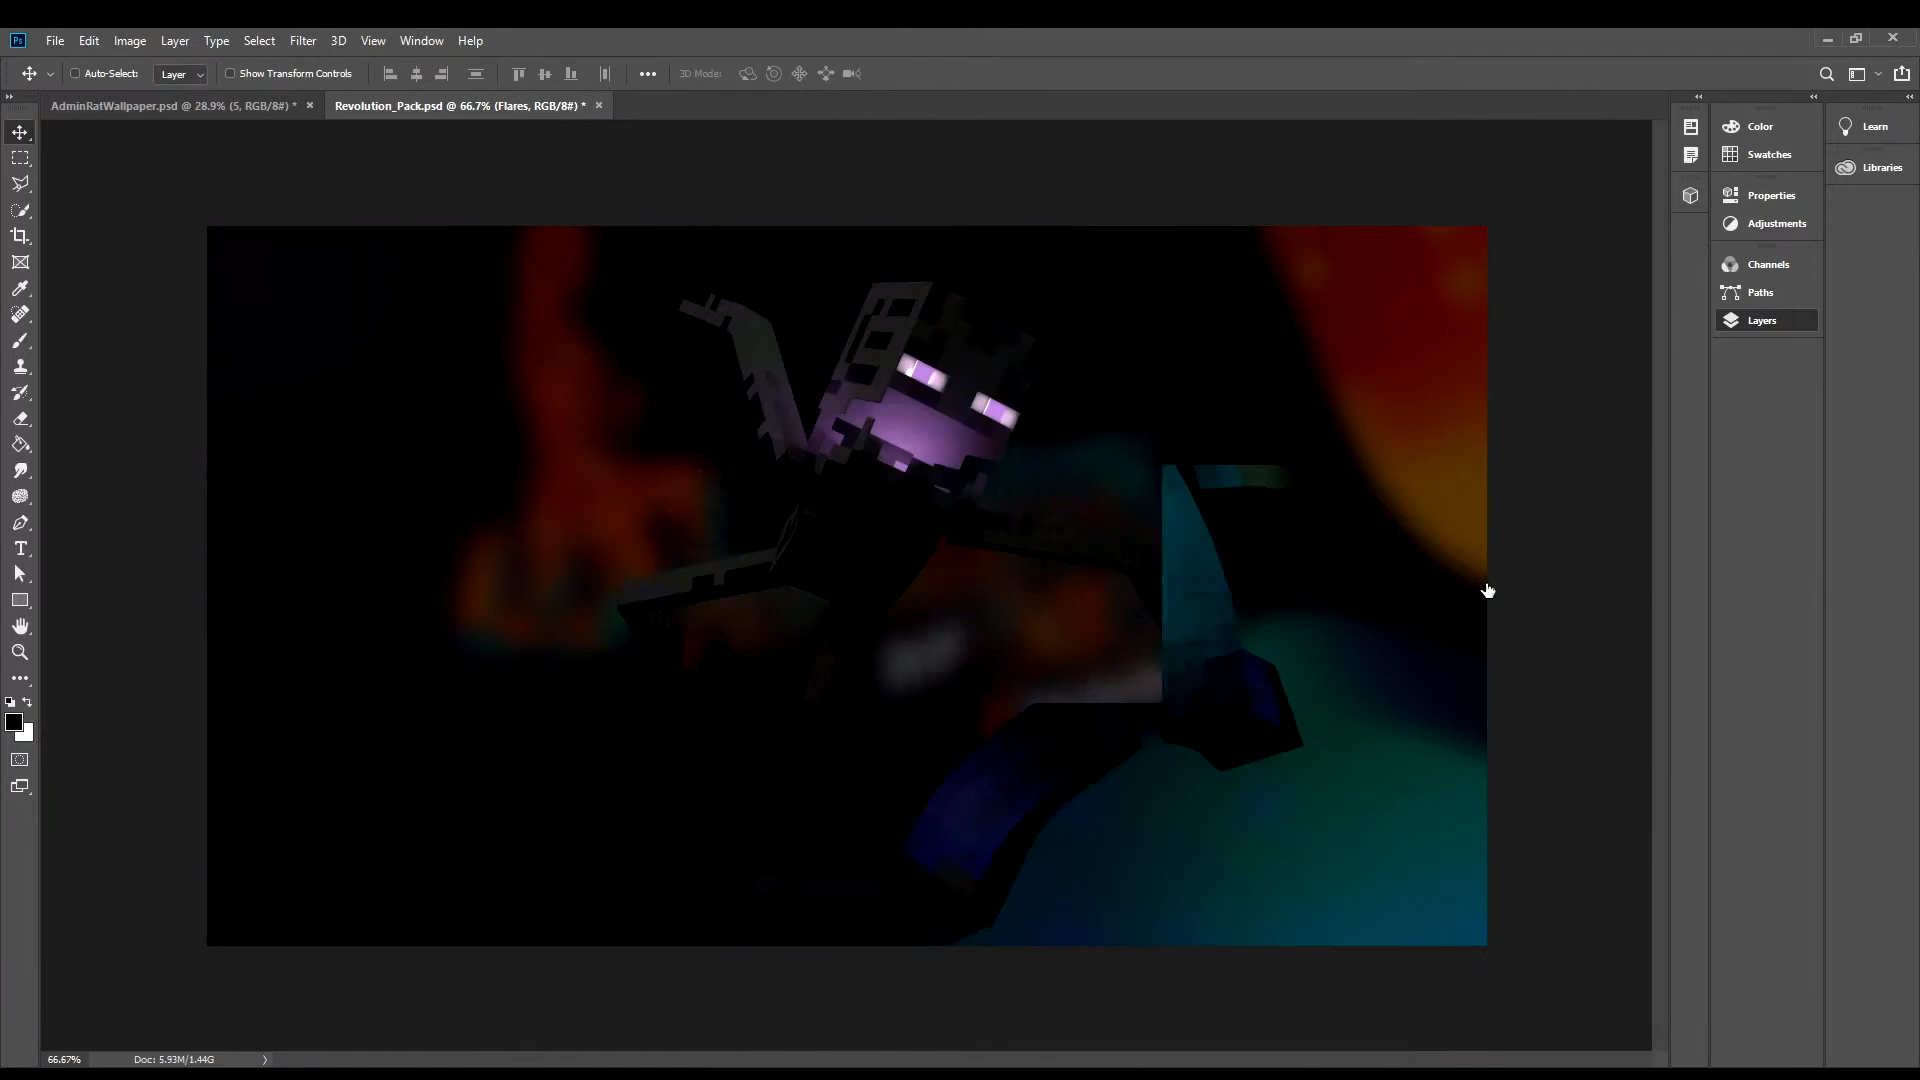 Ps File Edit Image Layer Type Select Filter 3D View Window Help
Auto-Select: Layer Show Transform Controls 3D Mode:
AdminRatWallpaper.psd @ 28.9% (5, RGB/8#) * Revolution_Pack.psd @ 66.7% (Flares, RGB/8#) *
Color
Swatches
Properties
Adjustments
Channels
Paths
Layers
Learn
Libraries
66.67% Doc: 5.93M/1.44G